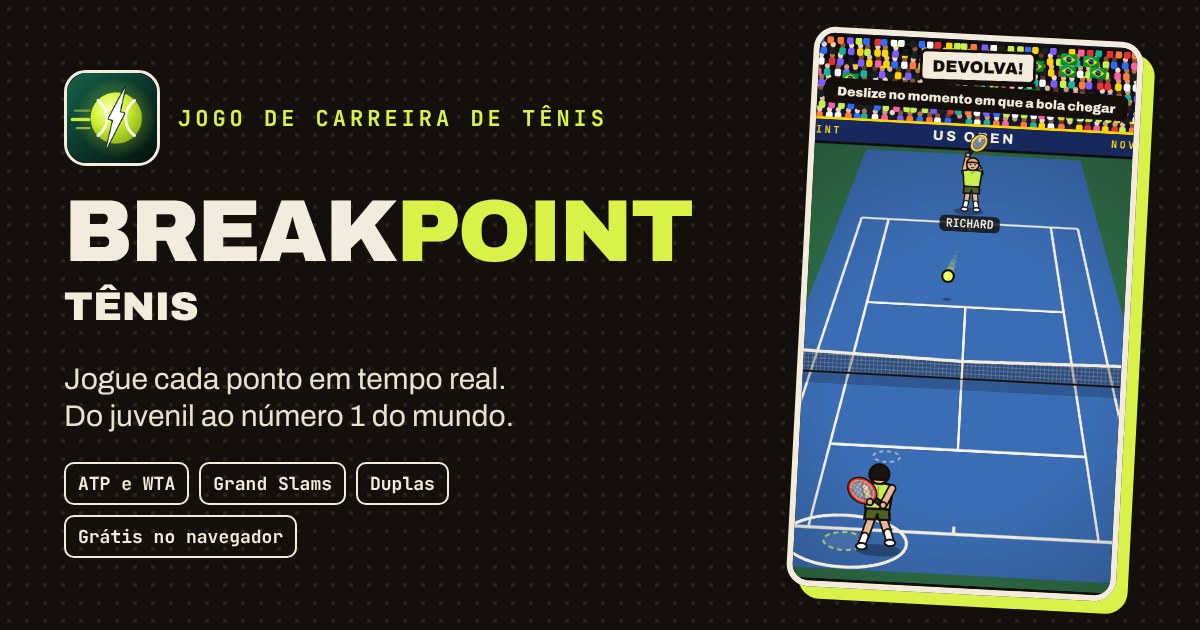 JOGO DE CARREIRA DE TÊNIS
BREAKPOINT
TÊNIS
Jogue cada ponto em tempo real.
Do juvenil ao número 1 do mundo.
ATP e WTA
Grand Slams
Duplas
Grátis no navegador
DEVOLVA!
Deslize no momento em que a bola chegar
INT
US OPEN
NOV
RICHARD